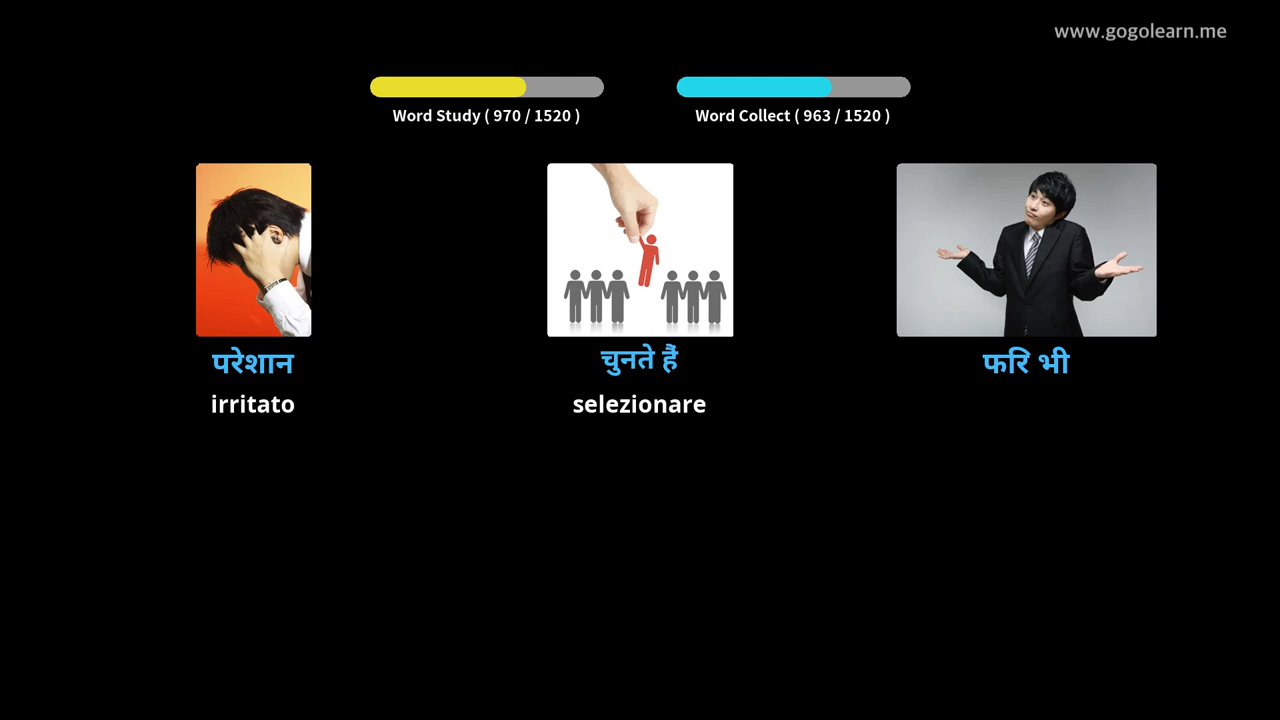 www.gogolearn.me
Word Study ( 970 / 1520 )
Word Collect ( 963 / 1520 )
परेशान
चुनते हैं
फरि भी
irritato
selezionare